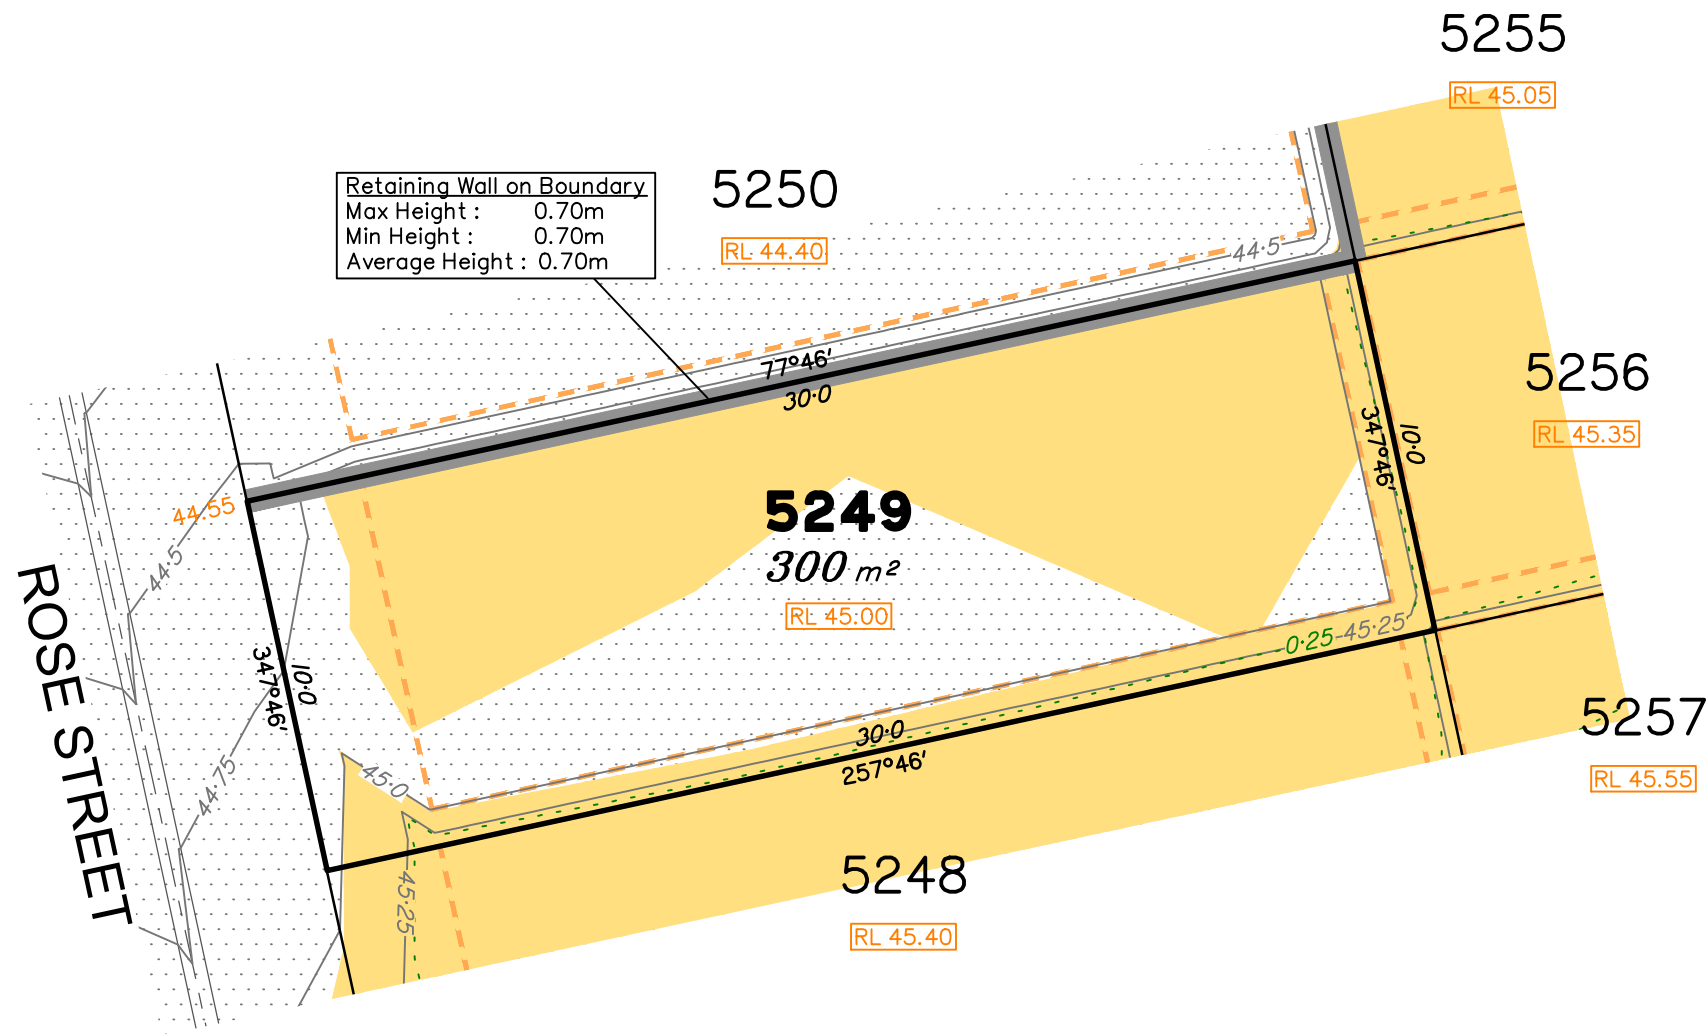 5255
RL 45.05
Retaining Wall on Boundary
Max Height : 0.70m
Min Height : 0.70m
Average Height : 0.70m
5250
RL 44.40
44·5
77°46'
30·0
5256
RL 45.35
347°46'
10·0
44.55
5249
300 m²
RL 45.00
44·5
ROSE STREET
347°46'
10·0
0·25
45·25
44·75
45·0
30·0
257°46'
5257
RL 45.55
5248
RL 45.40
45·25